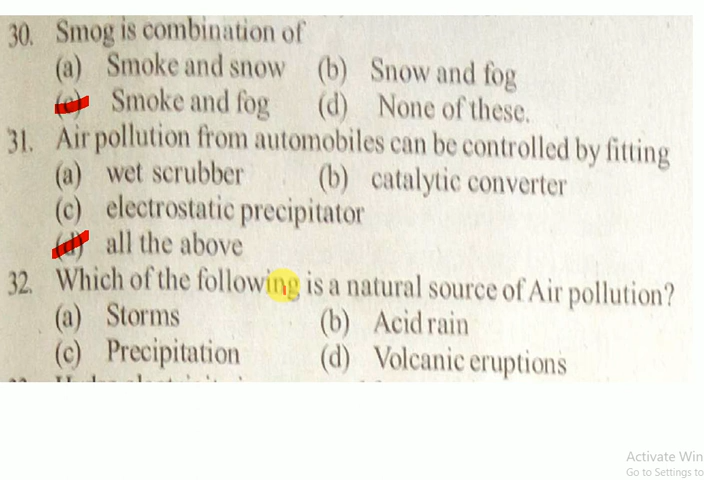 30. Smog is combination of
(a) Smoke and snow (b) Snow and fog
(c) Smoke and fog (d) None of these.
31. Air pollution from automobiles can be controlled by fitting
(a) wet scrubber (b) catalytic converter
(c) electrostatic precipitator
(d) all the above
32. Which of the following is a natural source of Air pollution?
(a) Storms (b) Acid rain
(c) Precipitation (d) Volcanic eruptions
Activate Win
Go to Settings to